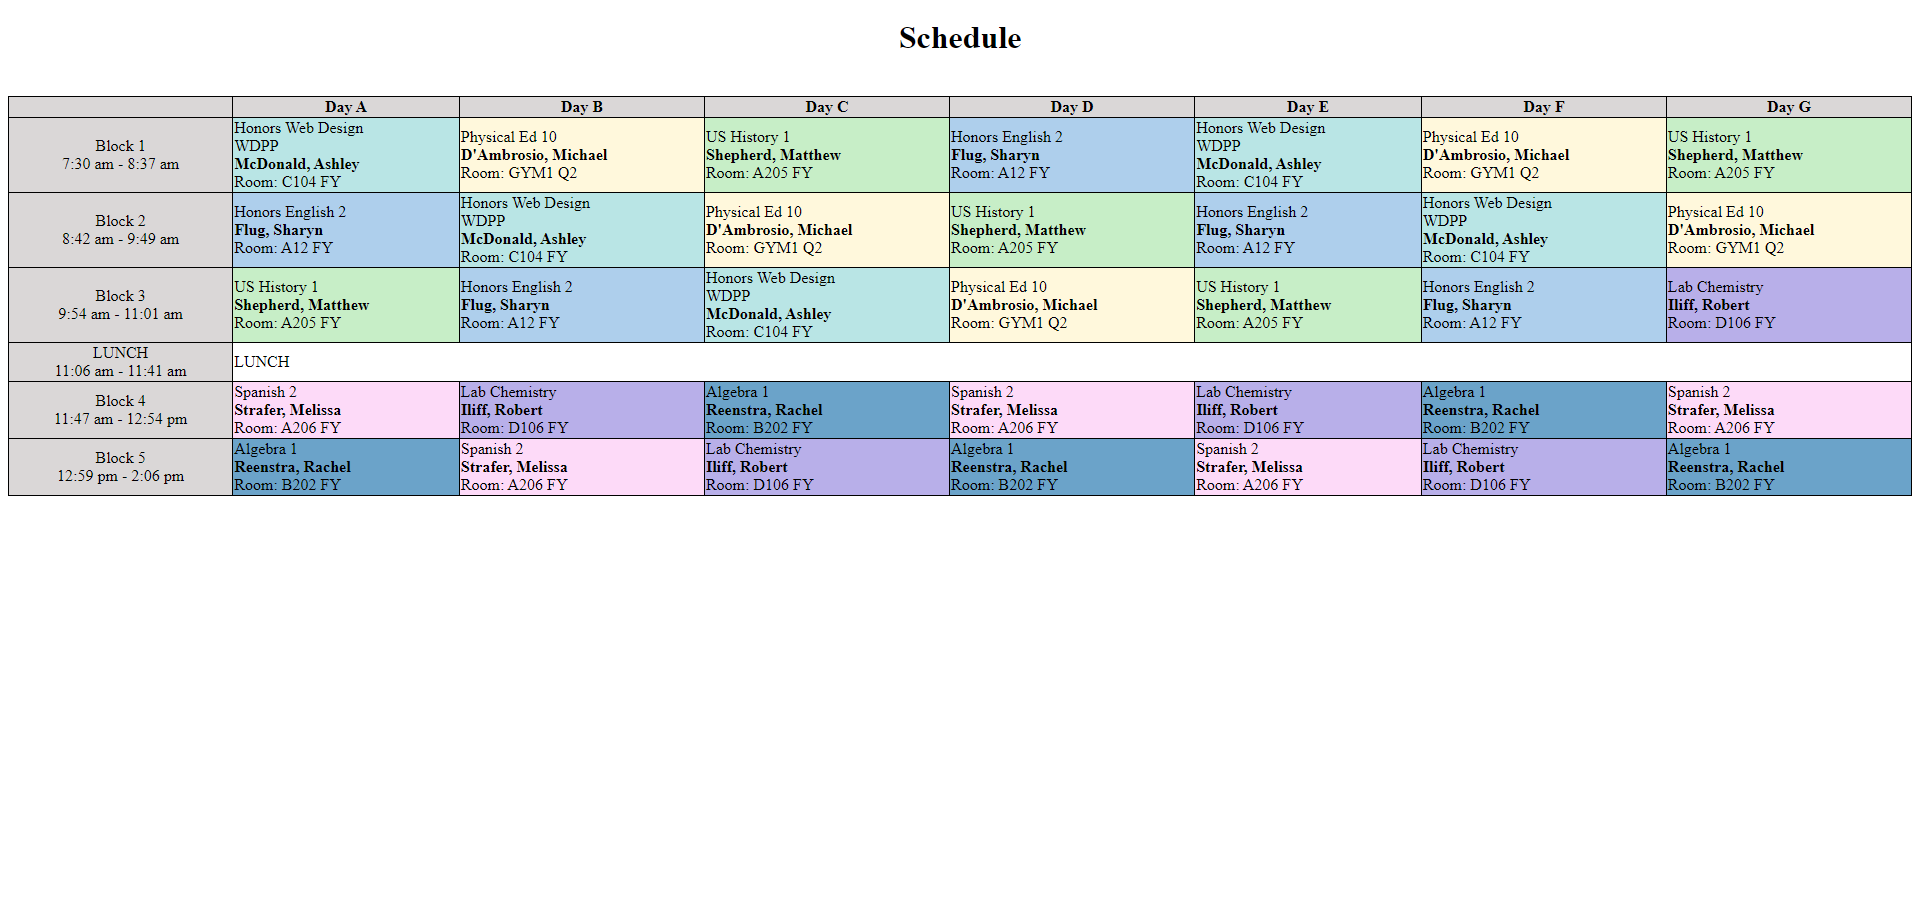 Schedule
Day A
Day B
Day C
Day D
Day E
Day F
Day G
Block 1
7:30 am - 8:37 am
Honors Web Design
WDPP
McDonald, Ashley
Room: C104 FY
Physical Ed 10
D'Ambrosio, Michael
Room: GYM1 Q2
US History 1
Shepherd, Matthew
Room: A205 FY
Honors English 2
Flug, Sharyn
Room: A12 FY
Honors Web Design
WDPP
McDonald, Ashley
Room: C104 FY
Physical Ed 10
D'Ambrosio, Michael
Room: GYM1 Q2
US History 1
Shepherd, Matthew
Room: A205 FY
Block 2
8:42 am - 9:49 am
Honors English 2
Flug, Sharyn
Room: A12 FY
Honors Web Design
WDPP
McDonald, Ashley
Room: C104 FY
Physical Ed 10
D'Ambrosio, Michael
Room: GYM1 Q2
US History 1
Shepherd, Matthew
Room: A205 FY
Honors English 2
Flug, Sharyn
Room: A12 FY
Honors Web Design
WDPP
McDonald, Ashley
Room: C104 FY
Physical Ed 10
D'Ambrosio, Michael
Room: GYM1 Q2
Block 3
9:54 am - 11:01 am
US History 1
Shepherd, Matthew
Room: A205 FY
Honors English 2
Flug, Sharyn
Room: A12 FY
Honors Web Design
WDPP
McDonald, Ashley
Room: C104 FY
Physical Ed 10
D'Ambrosio, Michael
Room: GYM1 Q2
US History 1
Shepherd, Matthew
Room: A205 FY
Honors English 2
Flug, Sharyn
Room: A12 FY
Lab Chemistry
Iliff, Robert
Room: D106 FY
LUNCH
11:06 am - 11:41 am
LUNCH
Block 4
11:47 am - 12:54 pm
Spanish 2
Strafer, Melissa
Room: A206 FY
Lab Chemistry
Iliff, Robert
Room: D106 FY
Algebra 1
Reenstra, Rachel
Room: B202 FY
Spanish 2
Strafer, Melissa
Room: A206 FY
Lab Chemistry
Iliff, Robert
Room: D106 FY
Algebra 1
Reenstra, Rachel
Room: B202 FY
Spanish 2
Strafer, Melissa
Room: A206 FY
Block 5
12:59 pm - 2:06 pm
Algebra 1
Reenstra, Rachel
Room: B202 FY
Spanish 2
Strafer, Melissa
Room: A206 FY
Lab Chemistry
Iliff, Robert
Room: D106 FY
Algebra 1
Reenstra, Rachel
Room: B202 FY
Spanish 2
Strafer, Melissa
Room: A206 FY
Lab Chemistry
Iliff, Robert
Room: D106 FY
Algebra 1
Reenstra, Rachel
Room: B202 FY